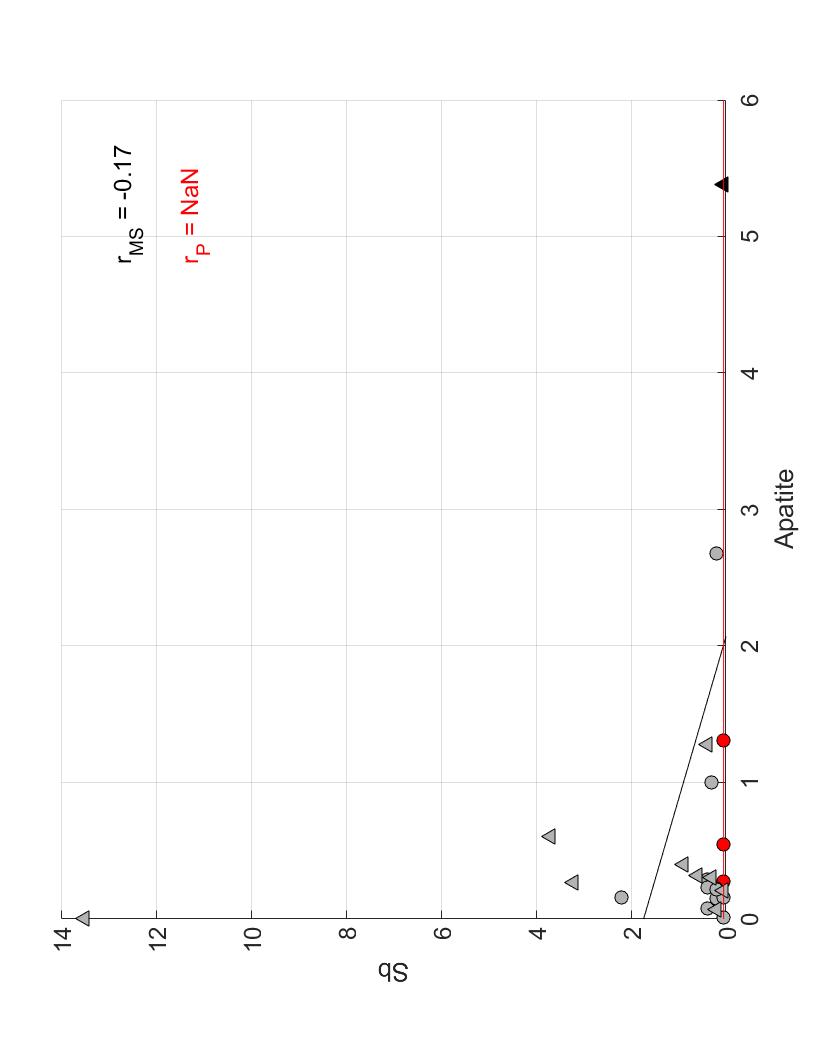 14
12
10
8
6
4
2
0
Sb
r_MS = -0.17
r_P = NaN
0 1 2 3 4 5 6
Apatite